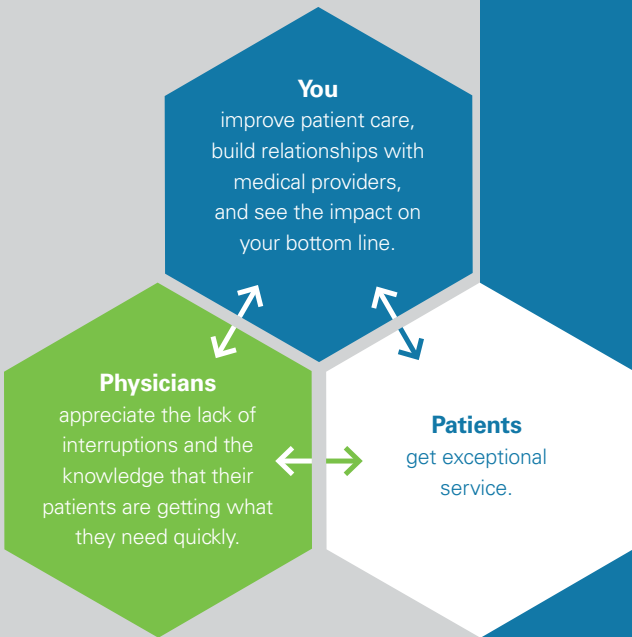 You
improve patient care,
build relationships with
medical providers,
and see the impact on
your bottom line.
Physicians
appreciate the lack of
interruptions and the
knowledge that their
patients are getting what
they need quickly.
Patients
get exceptional
service.